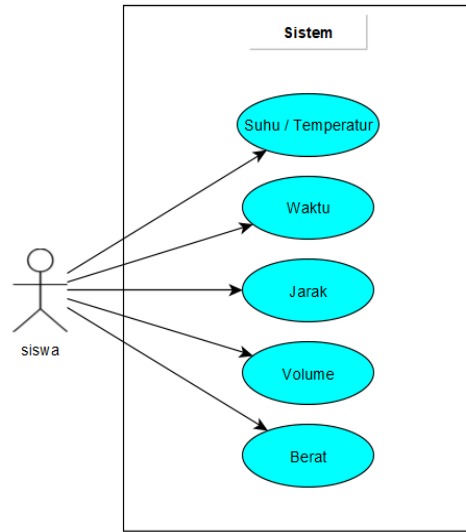 Sistem
Suhu / Temperatur
Waktu
Jarak
siswa
Volume
Berat